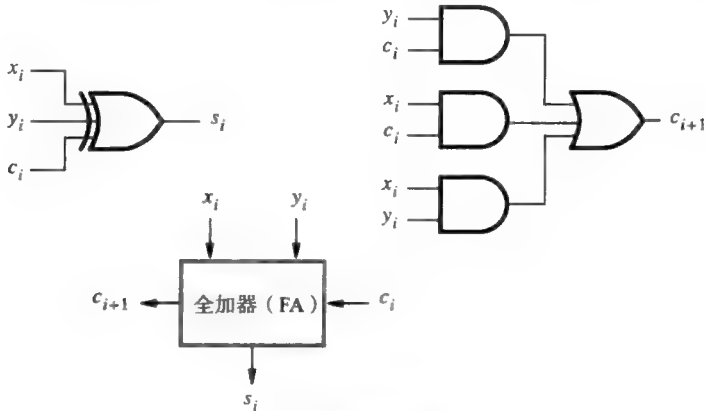 x_i
y_i
c_i
s_i
y_i
c_i
x_i
c_i
x_i
y_i
c_{i+1}
x_i
y_i
c_{i+1}
全加器（FA）
c_i
s_i